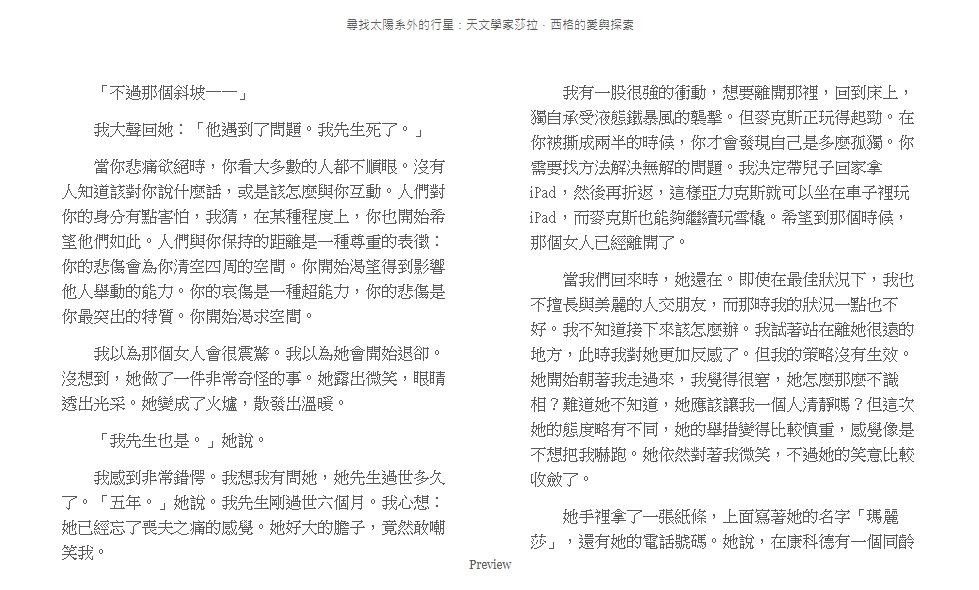 尋找太陽系外的行星：天文學家莎拉．西格的愛與探索
「不過那個斜坡——」
我大聲回她：「他遇到了問題。我先生死了。」
當你悲痛欲絕時，你看大多數的人都不順眼。沒有
人知道該對你說什麼話，或是該怎麼與你互動。人們對
你的身分有點害怕，我猜，在某種程度上，你也開始希
望他們如此。人們與你保持的距離是一種尊重的表徵：
你的悲傷會為你清空四周的空間。你開始渴望得到影響
他人舉動的能力。你的哀傷是一種超能力，你的悲傷是
你最突出的特質。你開始渴求空間。
我以為那個女人會很震驚。我以為她會開始退卻。
沒想到，她做了一件非常奇怪的事。她露出微笑，眼睛
透出光采。她變成了火爐，散發出溫暖。
「我先生也是。」她說。
我感到非常錯愕。我想我有問她，她先生過世多久
了。「五年。」她說。我先生剛過世六個月。我心想：
她已經忘了喪夫之痛的感覺。她好大的膽子，竟然敢嘲
笑我。
我有一股很強的衝動，想要離開那裡，回到床上，
獨自承受液態鐵暴風的襲擊。但麥克斯正玩得起勁。在
你被撕成兩半的時候，你才會發現自己是多麼孤獨。你
需要找方法解決無解的問題。我決定帶兒子回家拿
iPad，然後再折返，這樣亞力克斯就可以坐在車子裡玩
iPad，而麥克斯也能夠繼續玩雪橇。希望到那個時候，
那個女人已經離開了。
當我們回來時，她還在。即使在最佳狀況下，我也
不擅長與美麗的人交朋友，而那時我的狀況一點也不
好。我不知道接下來該怎麼辦。我試著站在離她很遠的
地方，此時我對她更加反感了。但我的策略沒有生效。
她開始朝著我走過來，我覺得很窘，她怎麼那麼不識
相？難道她不知道，她應該讓我一個人清靜嗎？但這次
她的態度略有不同，她的舉措變得比較慎重，感覺像是
不想把我嚇跑。她依然對著我微笑，不過她的笑意比較
收斂了。
她手裡拿了一張紙條，上面寫著她的名字「瑪麗
莎」，還有她的電話號碼。她說，在康科德有一個同齡
Preview